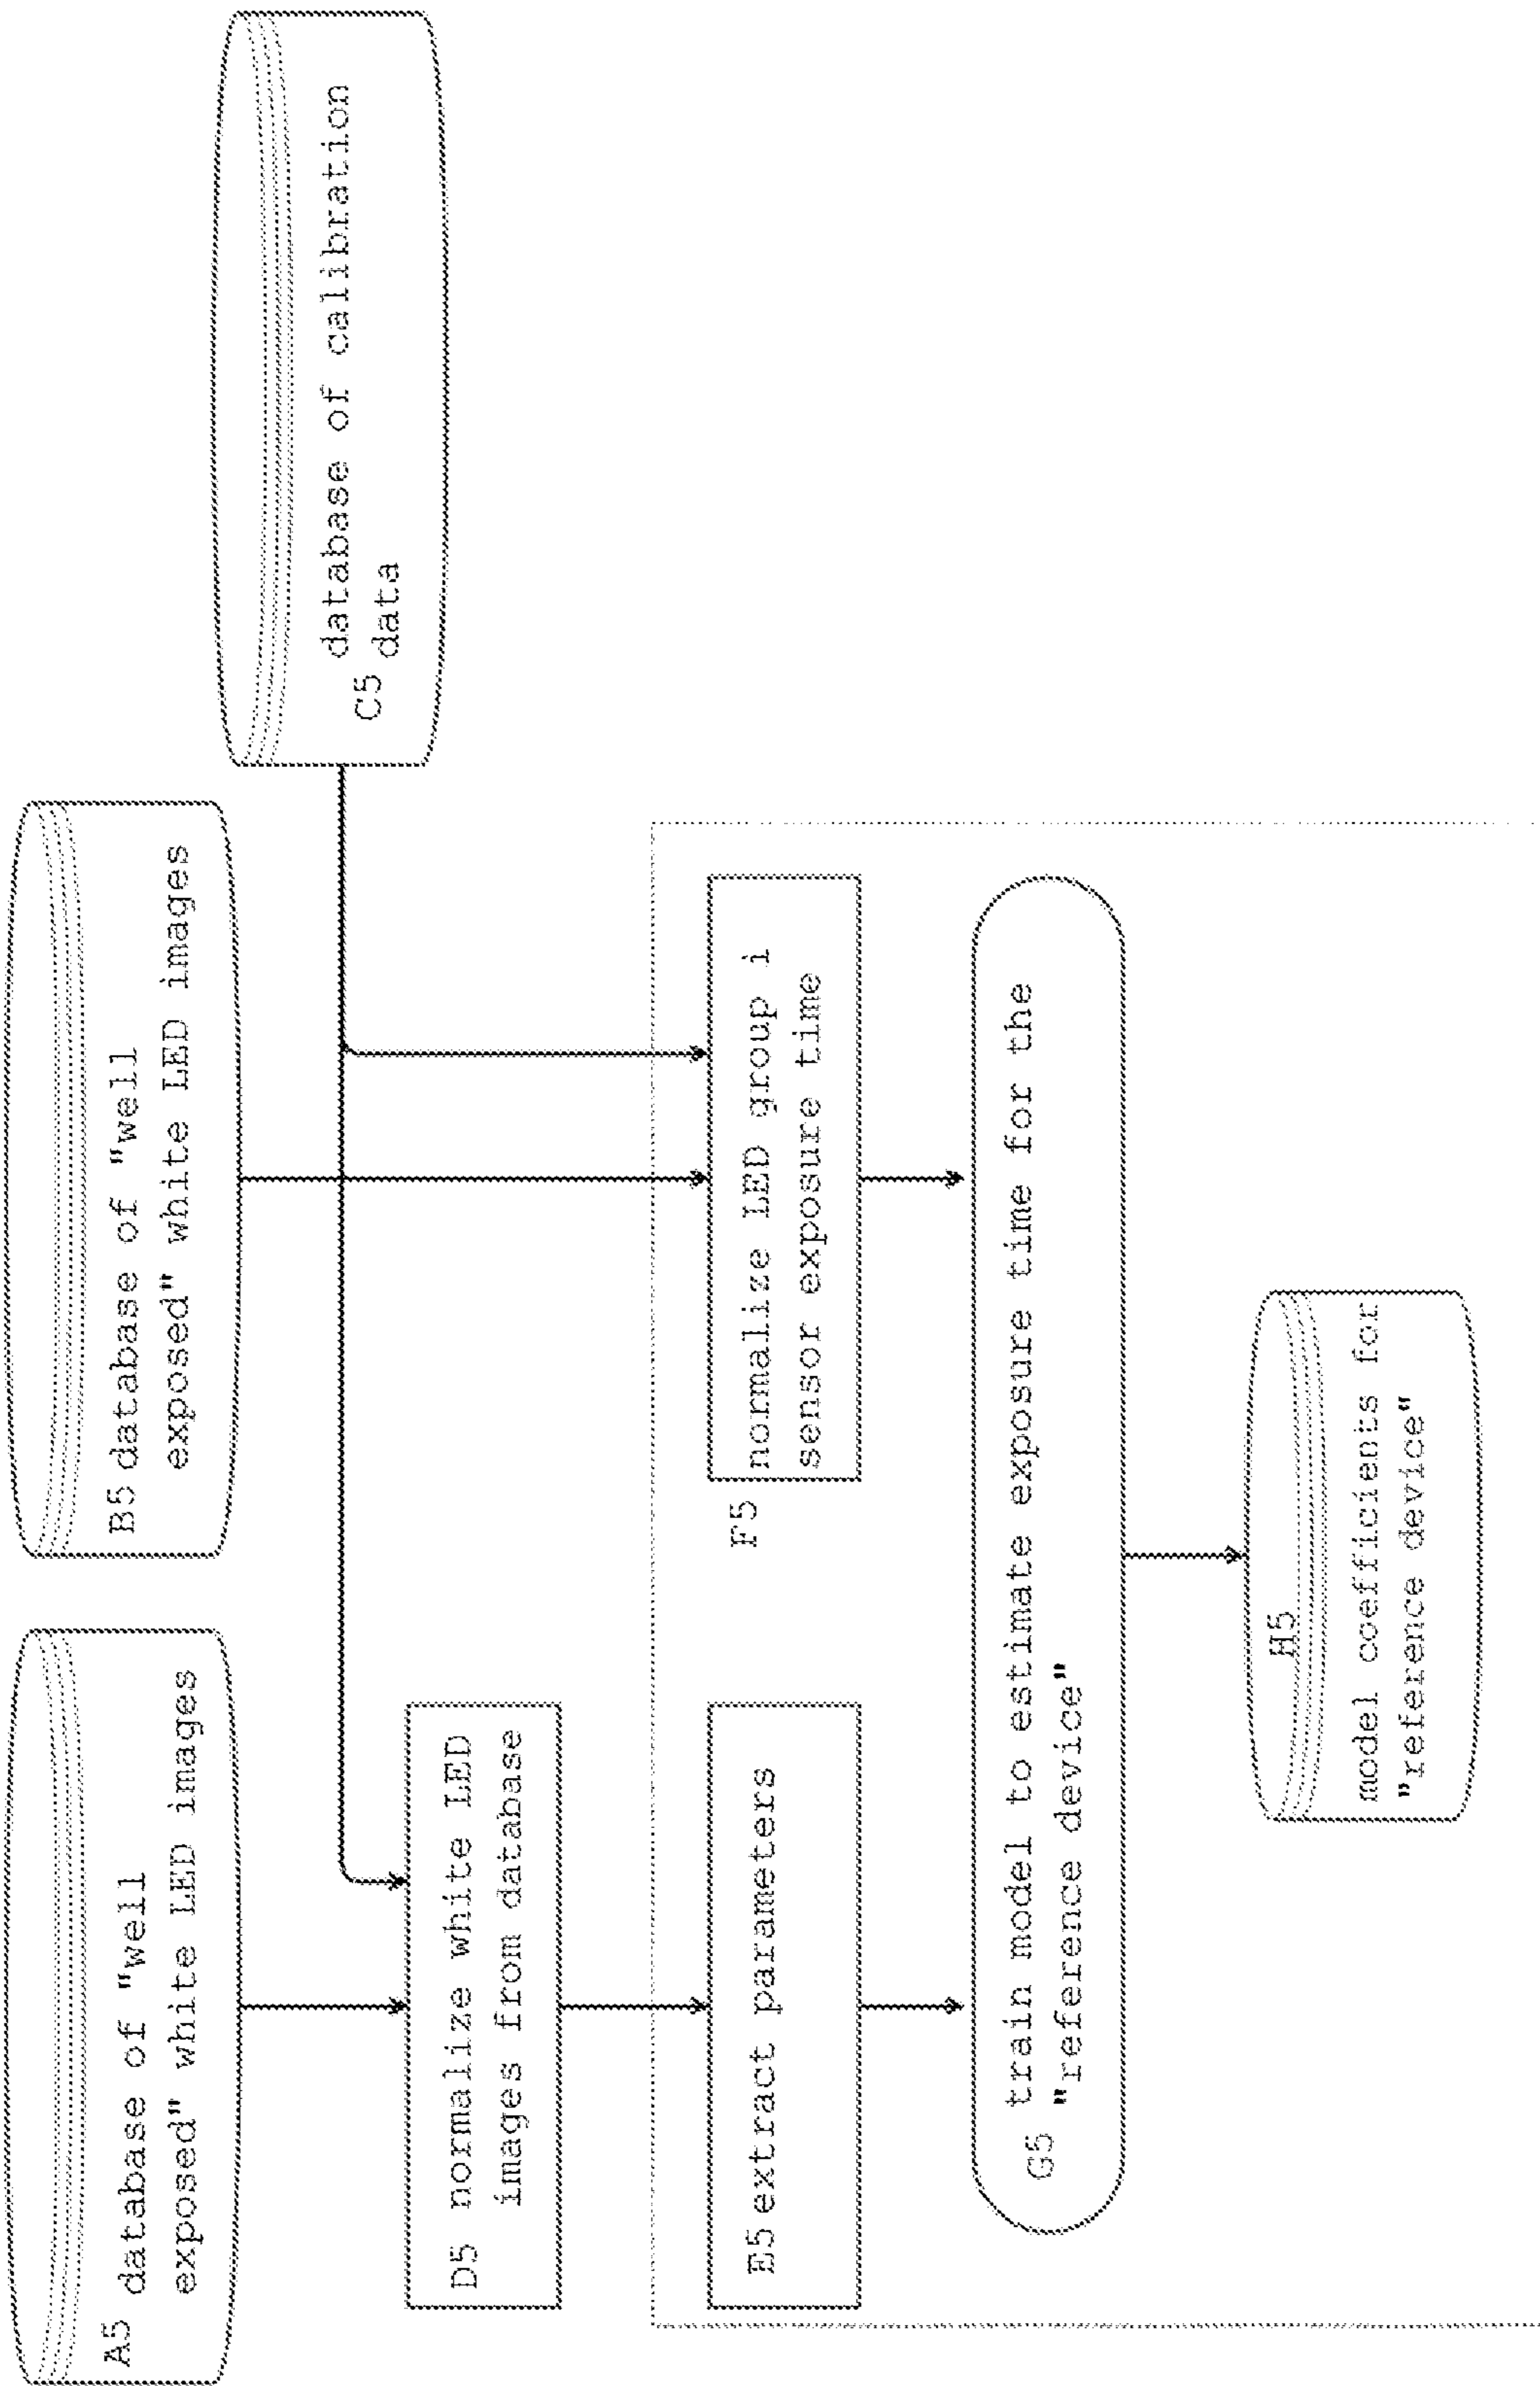 A5 database of "well
exposed" white LED images
B5 database of "well
exposed" white LED images
database of calibration
C5
data
D5 normalize white LED
images from database
E5 extract parameters
F5
normalize LED group i
sensor exposure time
train model to estimate exposure time for the
G5
"reference device"
H5
model coefficients for
"reference device"